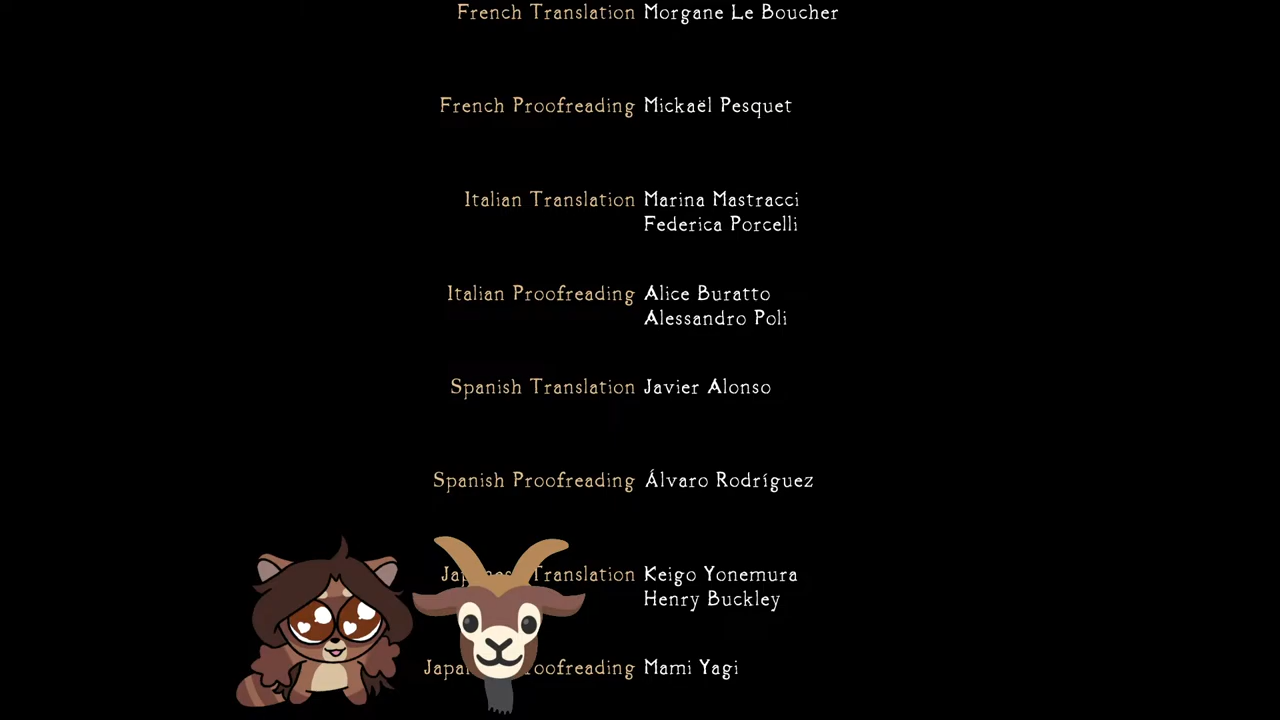 French Translation Morgane Le Boucher
French Proofreading Mickaël Pesquet
Italian Translation Marina Mastracci
Federica Porcelli
Italian Proofreading Alice Buratto
Alessandro Poli
Spanish Translation Javier Alonso
Spanish Proofreading Álvaro Rodríguez
Translation Keigo Yonemura
Henry Buckley
Mami Yagi